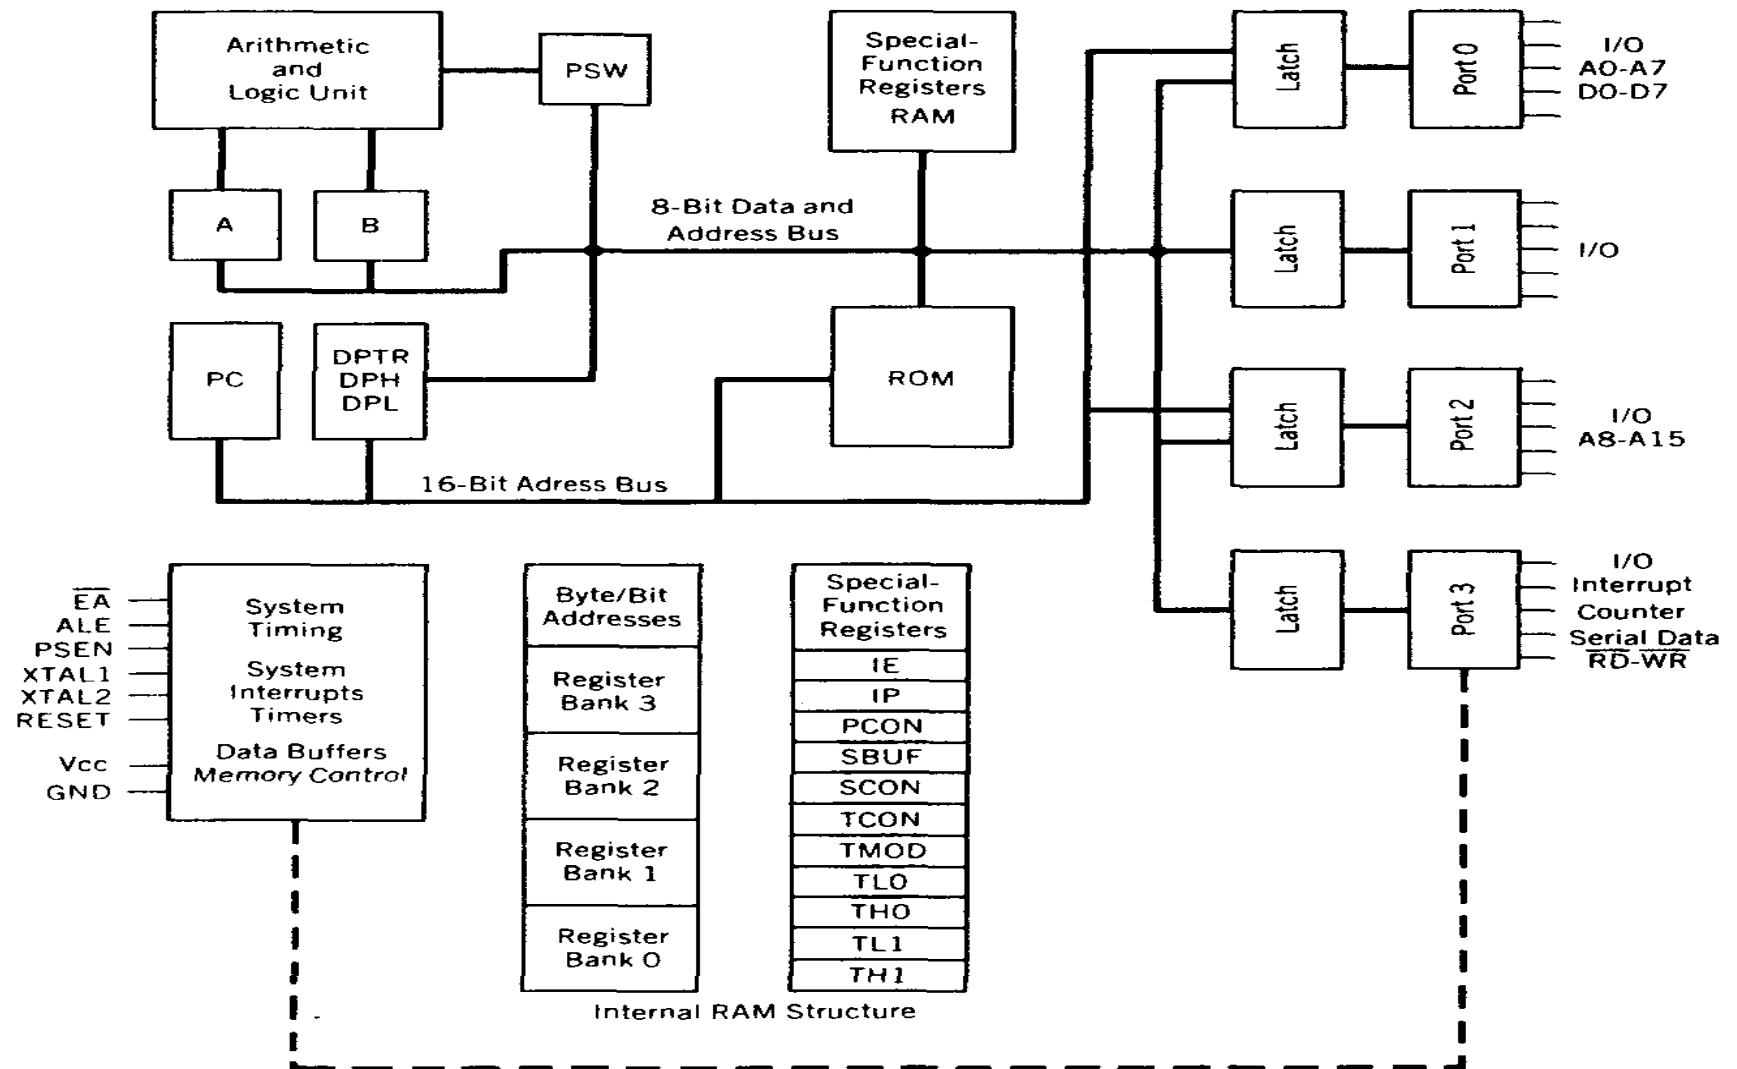 Arithmetic
and
Logic Unit
PSW
A
B
Special-
Function
Registers
RAM
8-Bit Data and
Address Bus
PC
DPTR
DPH
DPL
ROM
16-Bit Adress Bus
Latch
Port 0
I/O
A0-A7
D0-D7
Latch
Port 1
I/O
Latch
Port 2
I/O
A8-A15
Latch
Port 3
I/O
Interrupt
Counter
Serial Data
R̅D̅-W̅R̅
E̅A̅
ALE
PSEN
XTAL1
XTAL2
RESET
Vcc
GND
System
Timing
System
Interrupts
Timers
Data Buffers
Memory Control
Byte/Bit
Addresses
Register
Bank 3
Register
Bank 2
Register
Bank 1
Register
Bank 0
Special-
Function
Registers
IE
IP
PCON
SBUF
SCON
TCON
TMOD
TL0
TH0
TL1
TH1
Internal RAM Structure